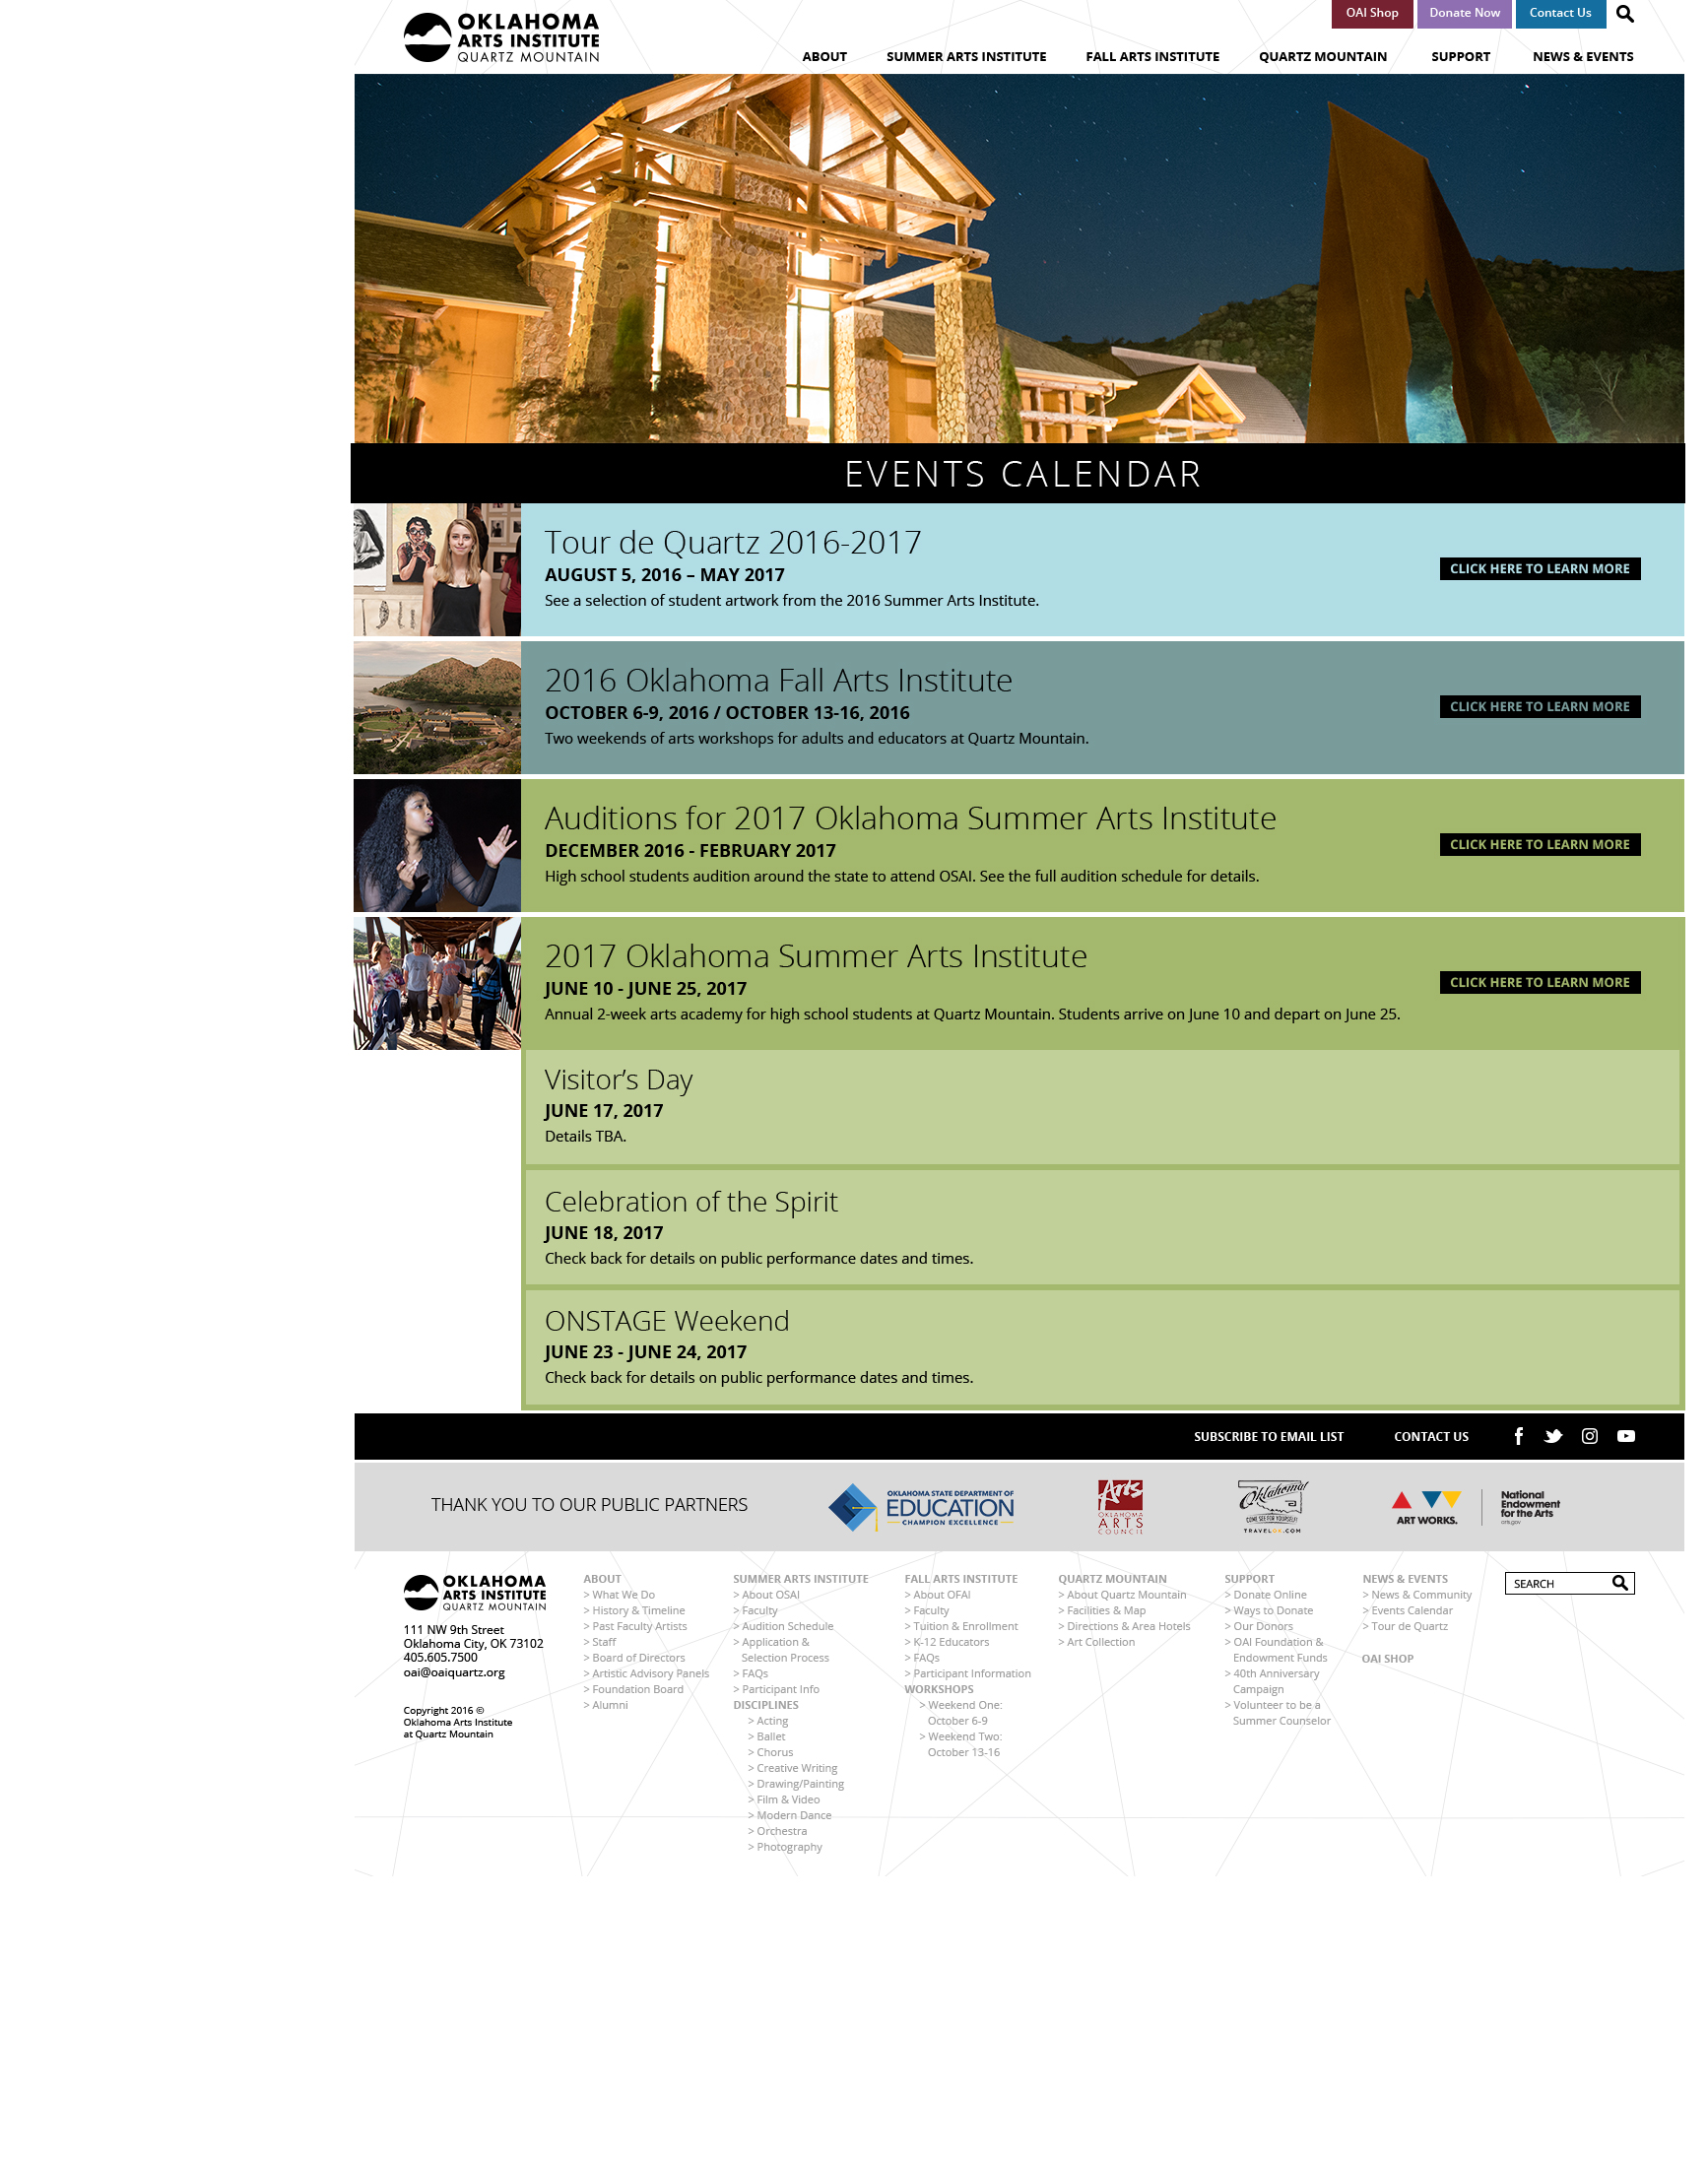 OKLAHOMA
ARTS INSTITUTE
QUARTZ MOUNTAIN
OAI Shop
Donate Now
Contact Us
ABOUT
SUMMER ARTS INSTITUTE
FALL ARTS INSTITUTE
QUARTZ MOUNTAIN
SUPPORT
NEWS & EVENTS
EVENTS CALENDAR
Tour de Quartz 2016-2017
AUGUST 5, 2016 – MAY 2017
See a selection of student artwork from the 2016 Summer Arts Institute.
CLICK HERE TO LEARN MORE
2016 Oklahoma Fall Arts Institute
OCTOBER 6-9, 2016 / OCTOBER 13-16, 2016
Two weekends of arts workshops for adults and educators at Quartz Mountain.
CLICK HERE TO LEARN MORE
Auditions for 2017 Oklahoma Summer Arts Institute
DECEMBER 2016 - FEBRUARY 2017
High school students audition around the state to attend OSAI. See the full audition schedule for details.
CLICK HERE TO LEARN MORE
2017 Oklahoma Summer Arts Institute
JUNE 10 - JUNE 25, 2017
Annual 2-week arts academy for high school students at Quartz Mountain. Students arrive on June 10 and depart on June 25.
CLICK HERE TO LEARN MORE
Visitor’s Day
JUNE 17, 2017
Details TBA.
Celebration of the Spirit
JUNE 18, 2017
Check back for details on public performance dates and times.
ONSTAGE Weekend
JUNE 23 - JUNE 24, 2017
Check back for details on public performance dates and times.
SUBSCRIBE TO EMAIL LIST
CONTACT US
THANK YOU TO OUR PUBLIC PARTNERS
OKLAHOMA STATE DEPARTMENT OF
EDUCATION
CHAMPION EXCELLENCE
Arts
OKLAHOMA
ARTS
COUNCIL
Oklahoma!
COME SEE FOR YOURSELF
TRAVELOK.COM
ART WORKS.
National
Endowment
for the Arts
arts.gov
OKLAHOMA
ARTS INSTITUTE
QUARTZ MOUNTAIN
111 NW 9th Street
Oklahoma City, OK 73102
405.605.7500
oai@oaiquartz.org
Copyright 2016 ©
Oklahoma Arts Institute
at Quartz Mountain
ABOUT
> What We Do
> History & Timeline
> Past Faculty Artists
> Staff
> Board of Directors
> Artistic Advisory Panels
> Foundation Board
> Alumni
SUMMER ARTS INSTITUTE
> About OSAI
> Faculty
> Audition Schedule
> Application &
Selection Process
> FAQs
> Participant Info
DISCIPLINES
> Acting
> Ballet
> Chorus
> Creative Writing
> Drawing/Painting
> Film & Video
> Modern Dance
> Orchestra
> Photography
FALL ARTS INSTITUTE
> About OFAI
> Faculty
> Tuition & Enrollment
> K-12 Educators
> FAQs
> Participant Information
WORKSHOPS
> Weekend One:
October 6-9
> Weekend Two:
October 13-16
QUARTZ MOUNTAIN
> About Quartz Mountain
> Facilities & Map
> Directions & Area Hotels
> Art Collection
SUPPORT
> Donate Online
> Ways to Donate
> Our Donors
> OAI Foundation &
Endowment Funds
> 40th Anniversary
Campaign
> Volunteer to be a
Summer Counselor
NEWS & EVENTS
> News & Community
> Events Calendar
> Tour de Quartz
OAI SHOP
SEARCH